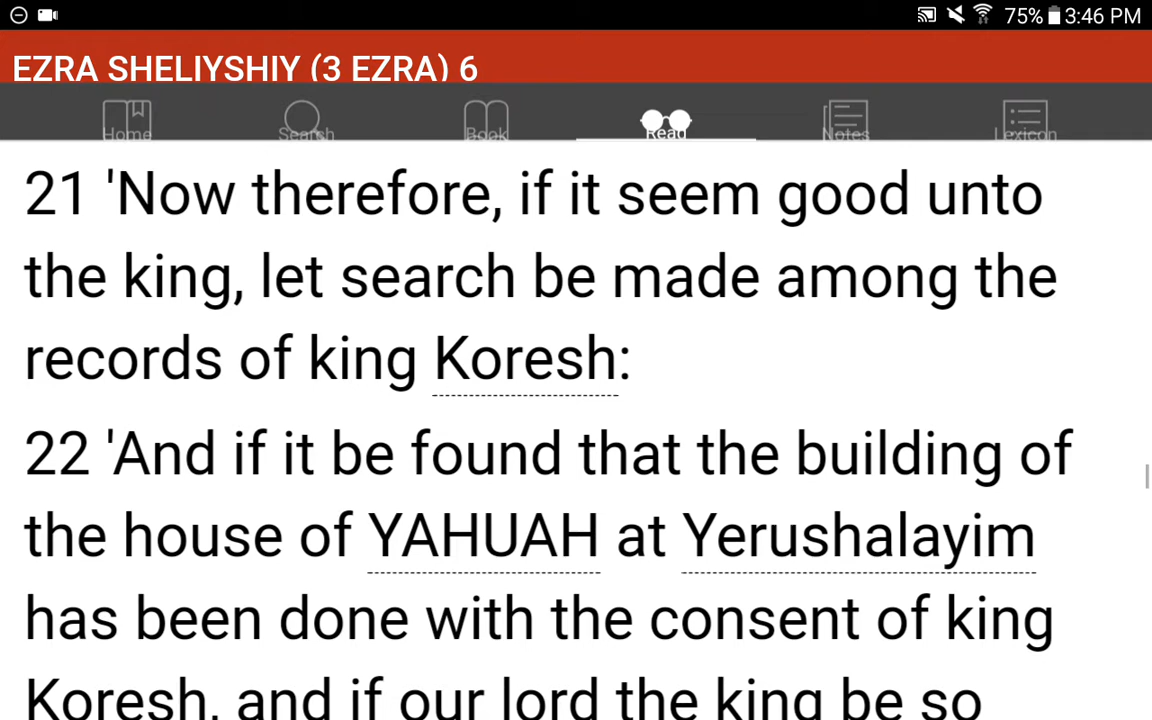 75% 3:46 PM
EZRA SHELIYSHIY (3 EZRA) 6
Home Search Book Read Notes Lexicon
21 'Now therefore, if it seem good unto
the king, let search be made among the
records of king Koresh:
22 'And if it be found that the building of
the house of YAHUAH at Yerushalayim
has been done with the consent of king
Koresh, and if our lord the king be so